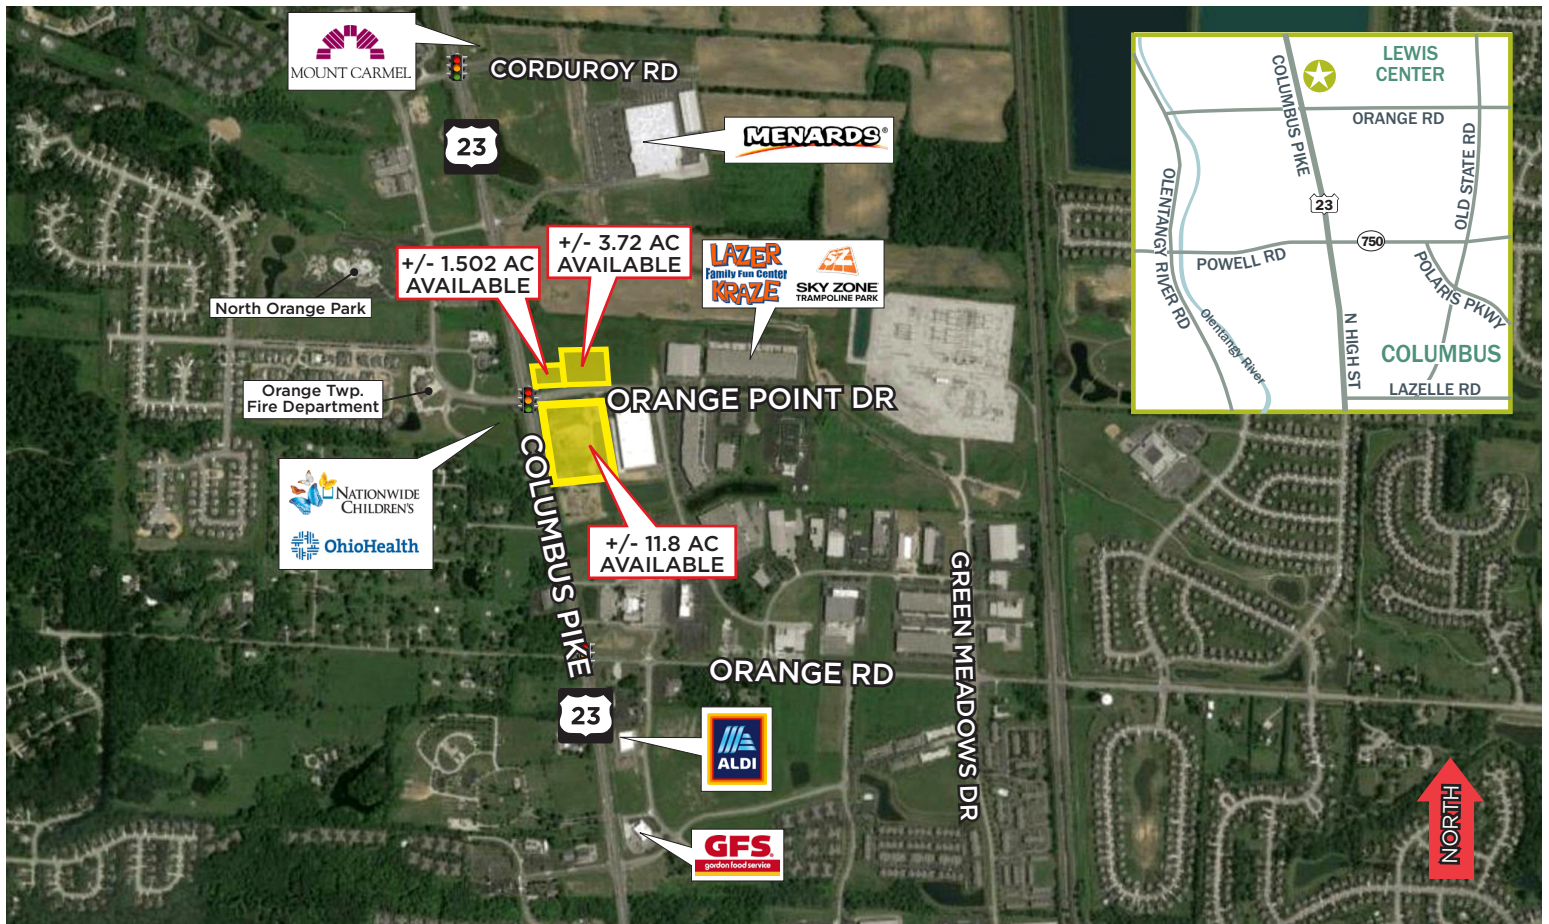 MOUNT CARMEL
CORDUROY RD
23
MENARDS®
+/- 1.502 AC
AVAILABLE
+/- 3.72 AC
AVAILABLE
LAZER
Family Fun Center
KRAZE
SKY ZONE
TRAMPOLINE PARK
North Orange Park
Orange Twp.
Fire Department
ORANGE POINT DR
NATIONWIDE
CHILDREN'S
OhioHealth
COLUMBUS PIKE
+/- 11.8 AC
AVAILABLE
GREEN MEADOWS DR
ORANGE RD
23
ALDI
GFS.
gordon food service
NORTH
LEWIS
CENTER
COLUMBUS PIKE
ORANGE RD
OLD STATE RD
OLENTANGY RIVER RD
23
750
POWELL RD
POLARIS PKWY
Olentangy River
N HIGH ST
COLUMBUS
LAZELLE RD